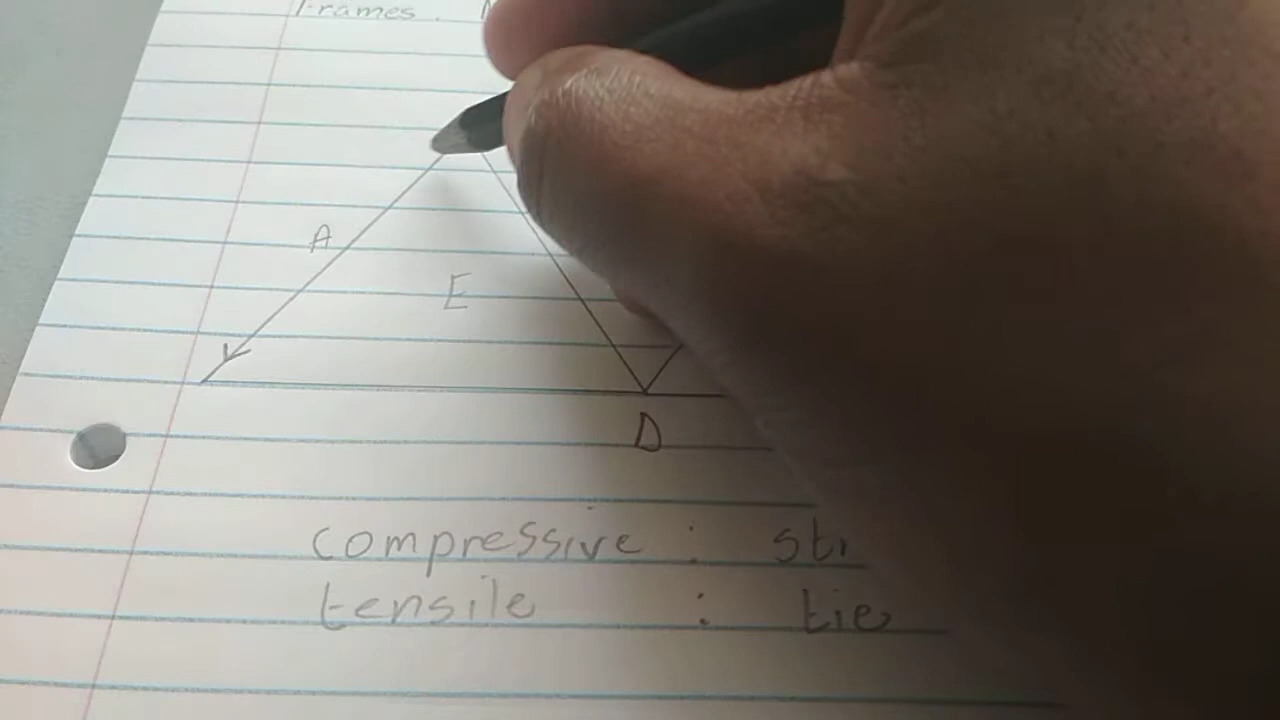 Frames.
A
E
D
compressive :
tensile : tie